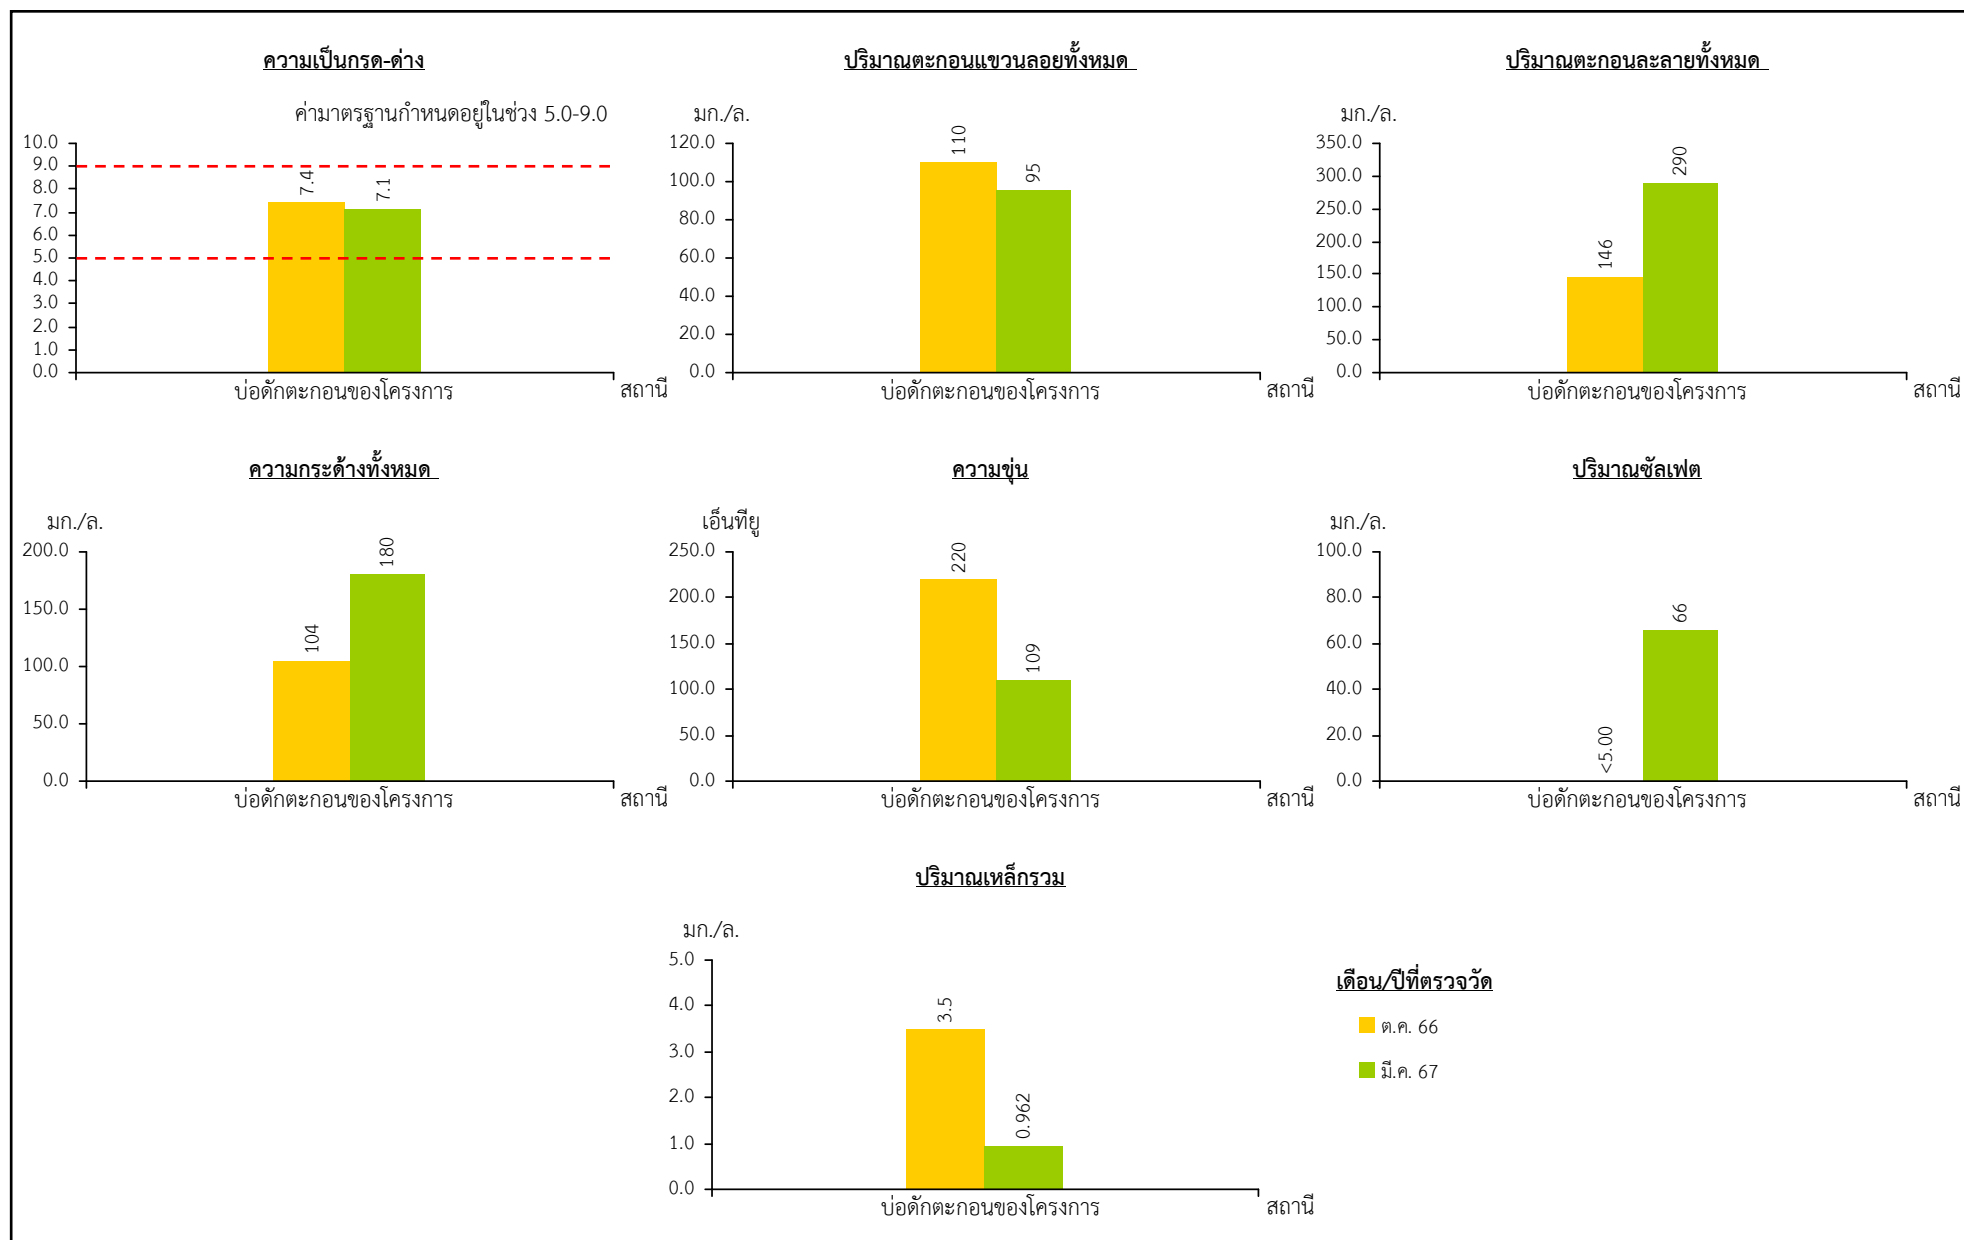 ความเป็นกรด-ด่าง
ค่ามาตรฐานกำหนดอยู่ในช่วง 5.0-9.0
10.0
9.0
8.0
7.0
6.0
5.0
4.0
3.0
2.0
1.0
0.0
7.4
7.1
บ่อดักตะกอนของโครงการ
สถานี
ปริมาณตะกอนแขวนลอยทั้งหมด
มก./ล.
120.0
100.0
80.0
60.0
40.0
20.0
0.0
110
95
บ่อดักตะกอนของโครงการ
สถานี
ปริมาณตะกอนละลายทั้งหมด
มก./ล.
350.0
300.0
250.0
200.0
150.0
100.0
50.0
0.0
146
290
บ่อดักตะกอนของโครงการ
สถานี
ความกระด้างทั้งหมด
มก./ล.
200.0
150.0
100.0
50.0
0.0
104
180
บ่อดักตะกอนของโครงการ
สถานี
ความขุ่น
เอ็นทียู
250.0
200.0
150.0
100.0
50.0
0.0
220
109
บ่อดักตะกอนของโครงการ
สถานี
ปริมาณซัลเฟต
มก./ล.
100.0
80.0
60.0
40.0
20.0
0.0
<5.00
66
บ่อดักตะกอนของโครงการ
สถานี
ปริมาณเหล็กรวม
มก./ล.
5.0
4.0
3.0
2.0
1.0
0.0
3.5
0.962
บ่อดักตะกอนของโครงการ
สถานี
เดือน/ปีที่ตรวจวัด
ต.ค. 66
มี.ค. 67